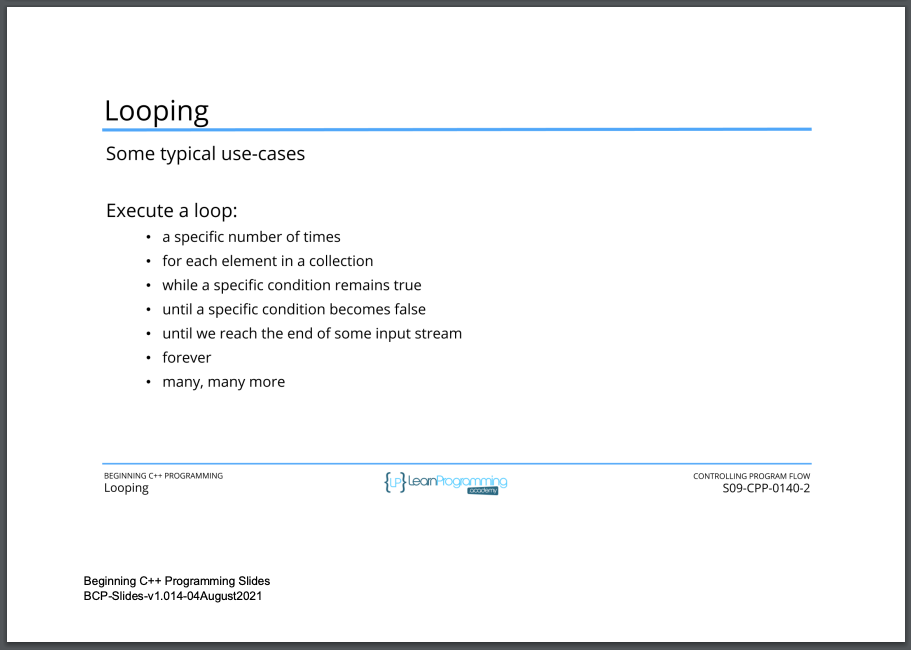 Looping
Some typical use-cases
Execute a loop:
• a specific number of times
• for each element in a collection
• while a specific condition remains true
• until a specific condition becomes false
• until we reach the end of some input stream
• forever
• many, many more
BEGINNING C++ PROGRAMMING
Looping
{LP} LearnProgramming
academy
CONTROLLING PROGRAM FLOW
S09-CPP-0140-2
Beginning C++ Programming Slides
BCP-Slides-v1.014-04August2021